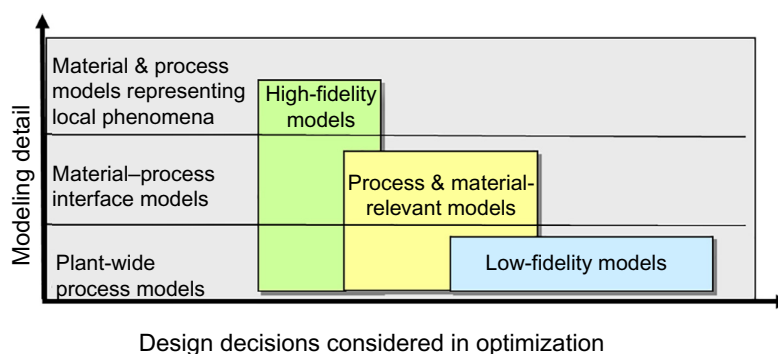 Modeling detail
Material & process
models representing
local phenomena
High-fidelity
models
Material–process
interface models
Process & material-
relevant models
Plant-wide
process models
Low-fidelity models
Design decisions considered in optimization